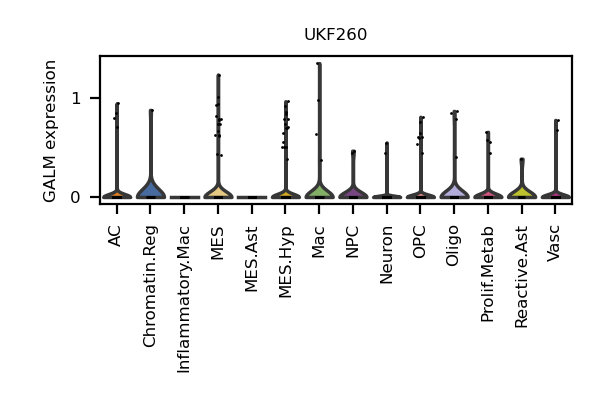 UKF260
GALM expression
1
0
AC
Chromatin.Reg
Inflammatory.Mac
MES
MES.Ast
MES.Hyp
Mac
NPC
Neuron
OPC
Oligo
Prolif.Metab
Reactive.Ast
Vasc